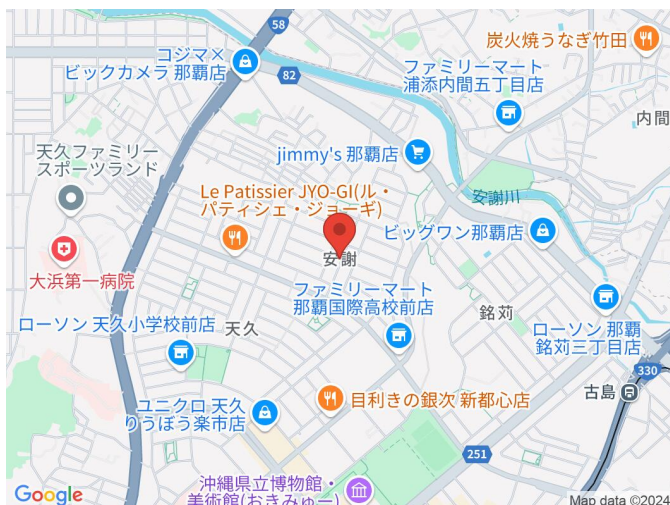 58
炭火焼うなぎ竹田
コジマ×
ビックカメラ 那覇店
82
ファミリーマート
浦添内間五丁目店
内間
天久ファミリー
スポーツランド
jimmy's 那覇店
Le Patissier JYO-GI(ル・
パティシェ・ジョーギ)
安謝川
ビッグワン那覇店
安謝
大浜第一病院
ファミリーマート
那覇国際高校前店
銘苅
ローソン 天久小学校前店
天久
ローソン 那覇
銘苅三丁目店
330
古島
ユニクロ 天久
りうぼう楽市店
目利きの銀次 新都心店
251
沖縄県立博物館・
美術館(おきみゅー)
Google
Map data ©2024